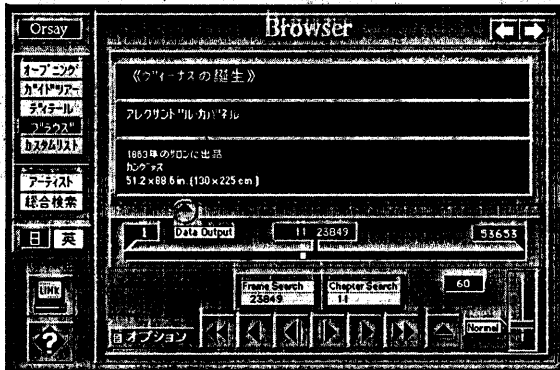 Orsay
Browser
オープニング
ガイドツアー
ディテール
ブラウズ
カスタムリスト
アーティスト
総合検索
日 英
LINK
?
《ヴィーナスの誕生》
アレクサンドル・カバネル
1863年のサロンに出品
カンヴァス
51.2×88.6in.(130×225cm)
1
Data Output
11 23849
53653
Frame Search
23849
Chapter Search
11
60
オプション
Normal